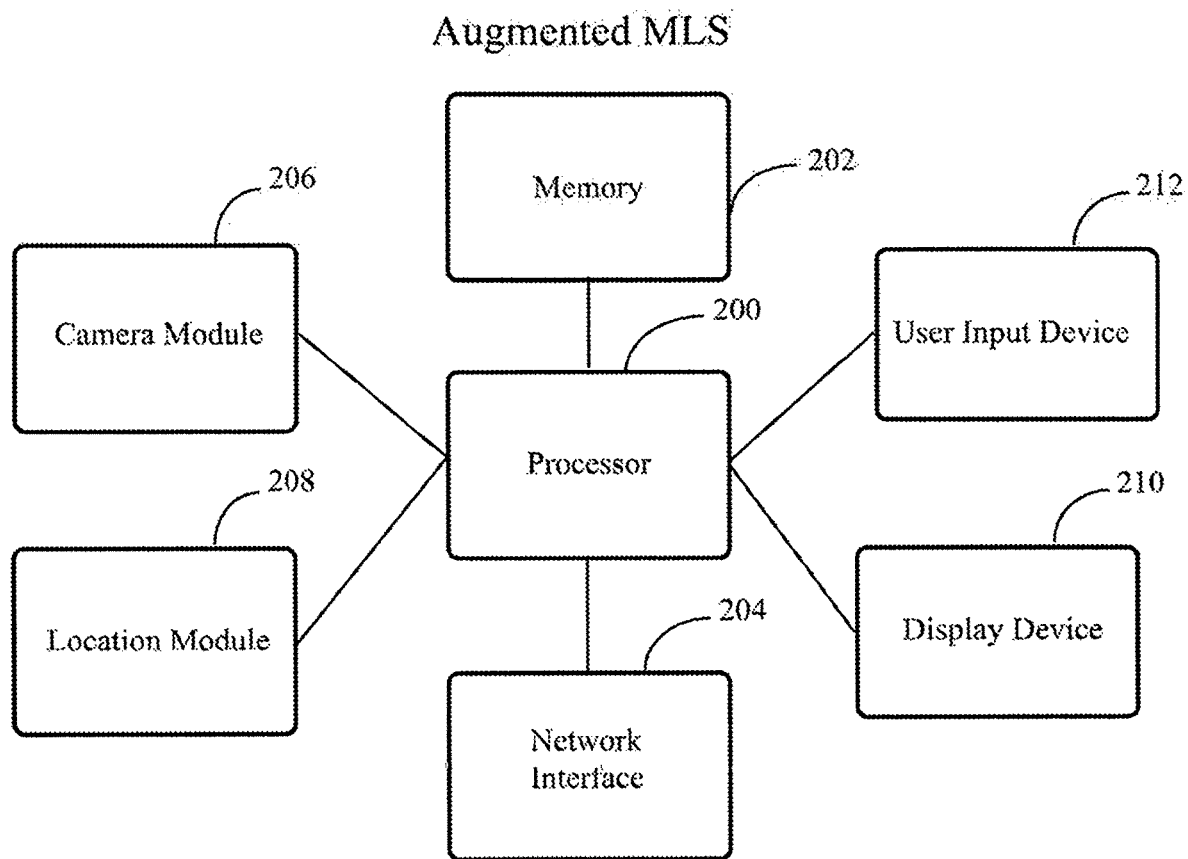 Augmented MLS
Memory
202
206
Camera Module
212
User Input Device
200
Processor
208
Location Module
210
Display Device
204
Network
Interface